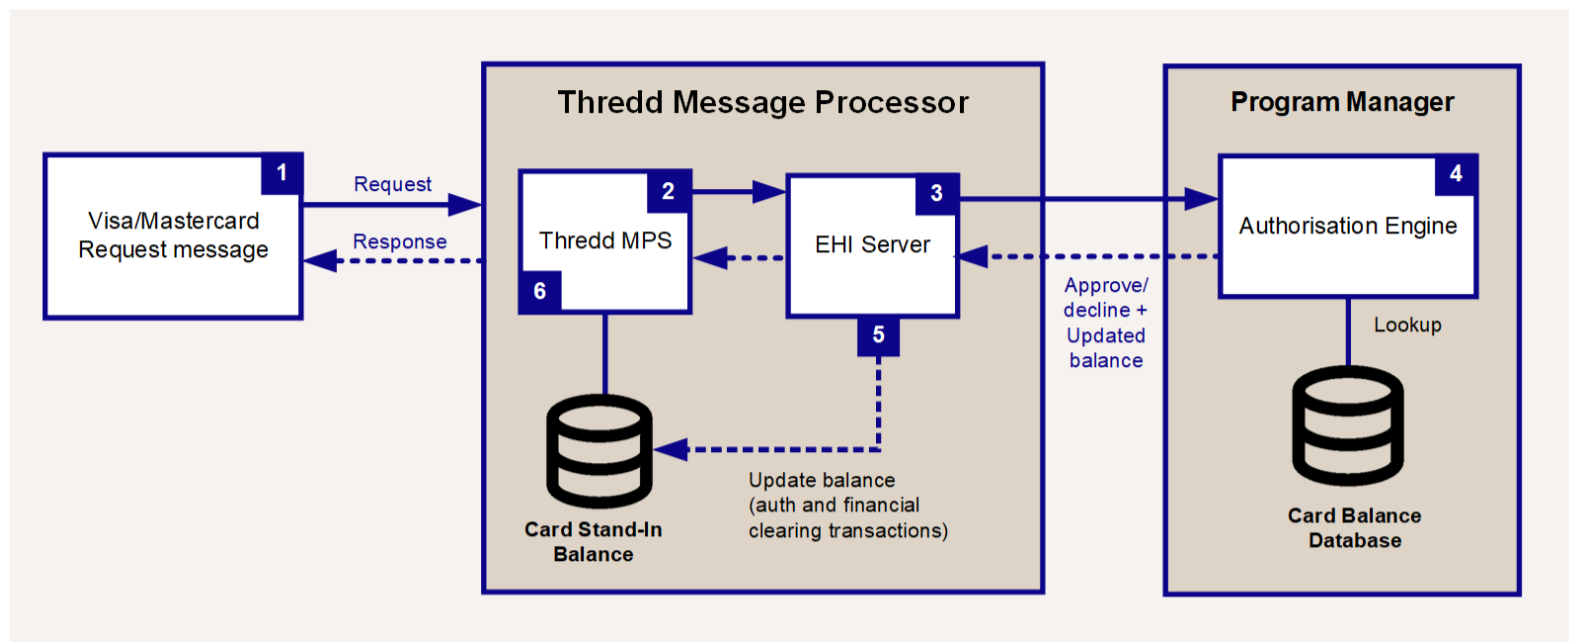 Thredd Message Processor
Program Manager
1
Visa/Mastercard
Request message
Request
Response
2
Thredd MPS
6
3
EHI Server
5
4
Authorisation Engine
Approve/
decline +
Updated
balance
Lookup
Update balance
(auth and financial
clearing transactions)
Card Stand-In
Balance
Card Balance
Database